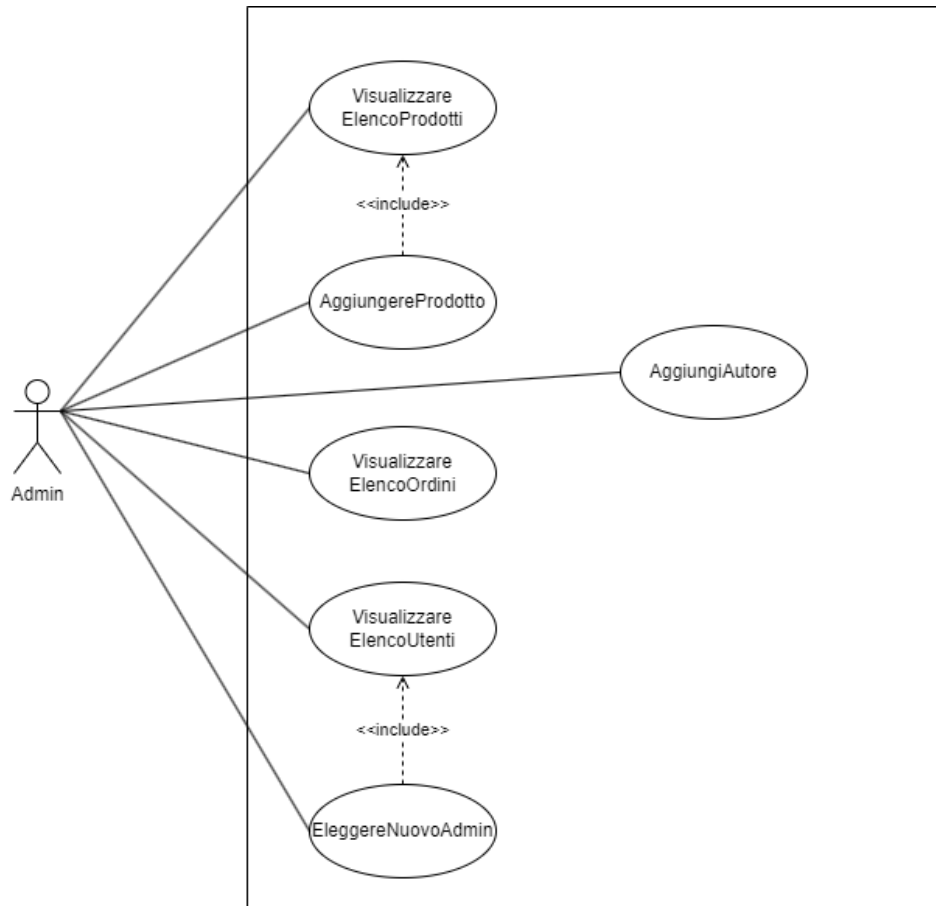 Visualizzare
ElencoProdotti
<<include>>
AggiungereProdotto
AggiungiAutore
Admin
Visualizzare
ElencoOrdini
Visualizzare
ElencoUtenti
<<include>>
EleggereNuovoAdmin